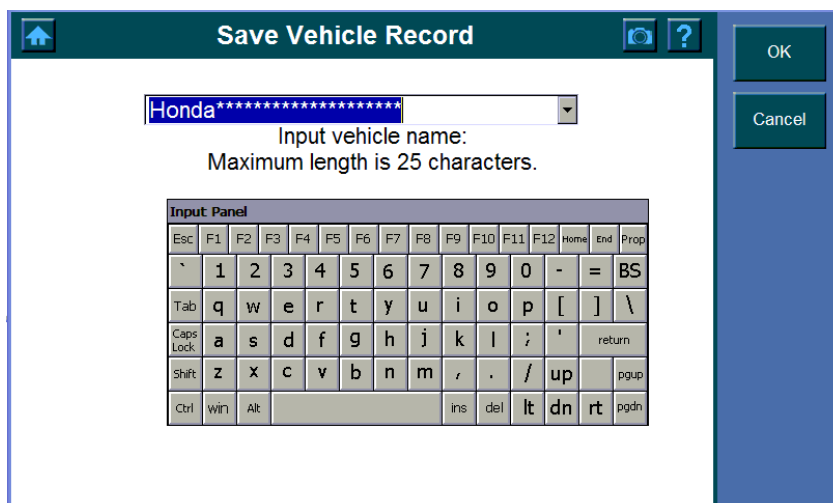 Save Vehicle Record
?
OK
Cancel
Honda********************
Input vehicle name:
Maximum length is 25 characters.
Input Panel
Esc F1 F2 F3 F4 F5 F6 F7 F8 F9 F10 F11 F12 Home End Prop
` 1 2 3 4 5 6 7 8 9 0 - = BS
Tab q w e r t y u i o p [ ] \
Caps Lock a s d f g h j k l ; ' return
Shift z x c v b n m , . / up pgup
Ctrl win Alt ins del lt dn rt pgdn